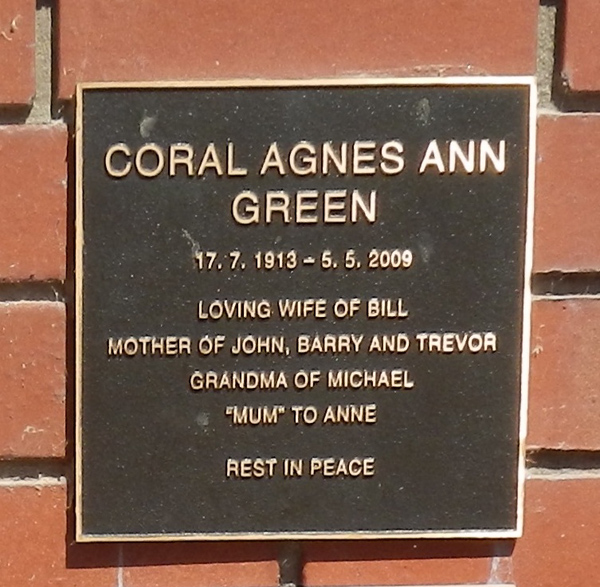 CORAL AGNES ANN
GREEN
17. 7. 1913 – 5. 5. 2009
LOVING WIFE OF BILL
MOTHER OF JOHN, BARRY AND TREVOR
GRANDMA OF MICHAEL
"MUM" TO ANNE
REST IN PEACE